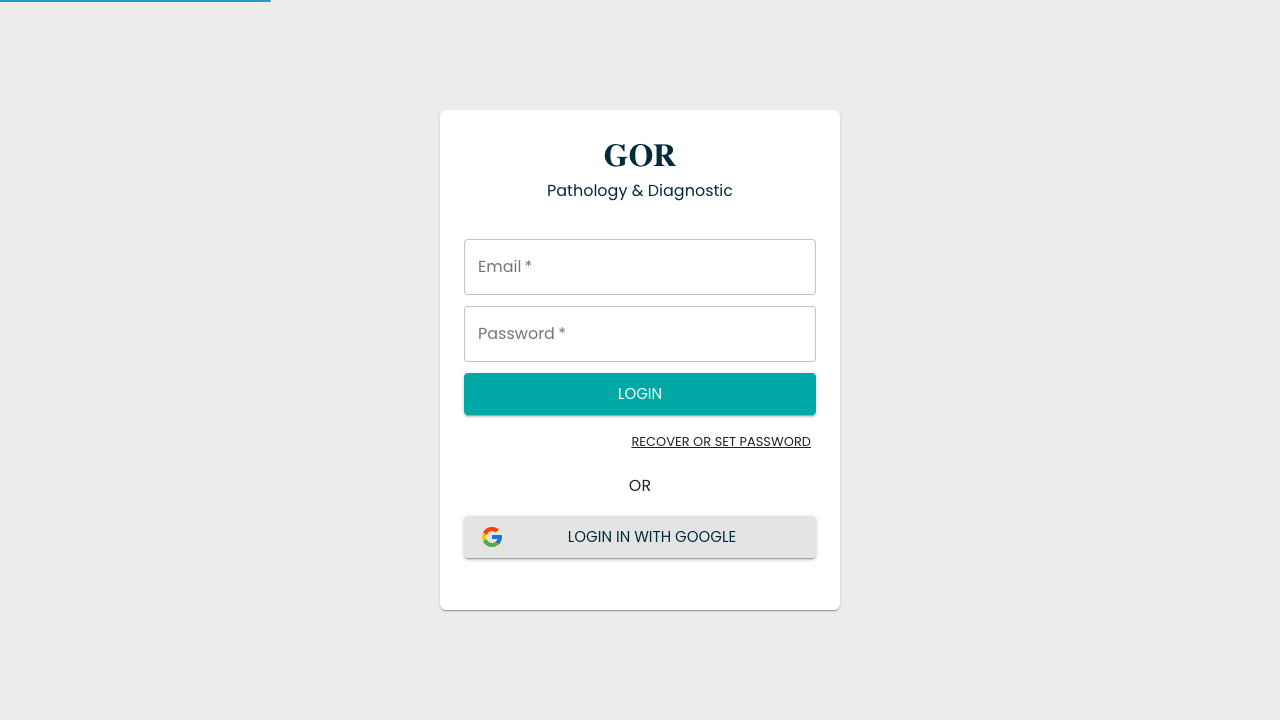 GOR
Pathology & Diagnostic
Email *
Password *
LOGIN
RECOVER OR SET PASSWORD
OR
LOGIN IN WITH GOOGLE